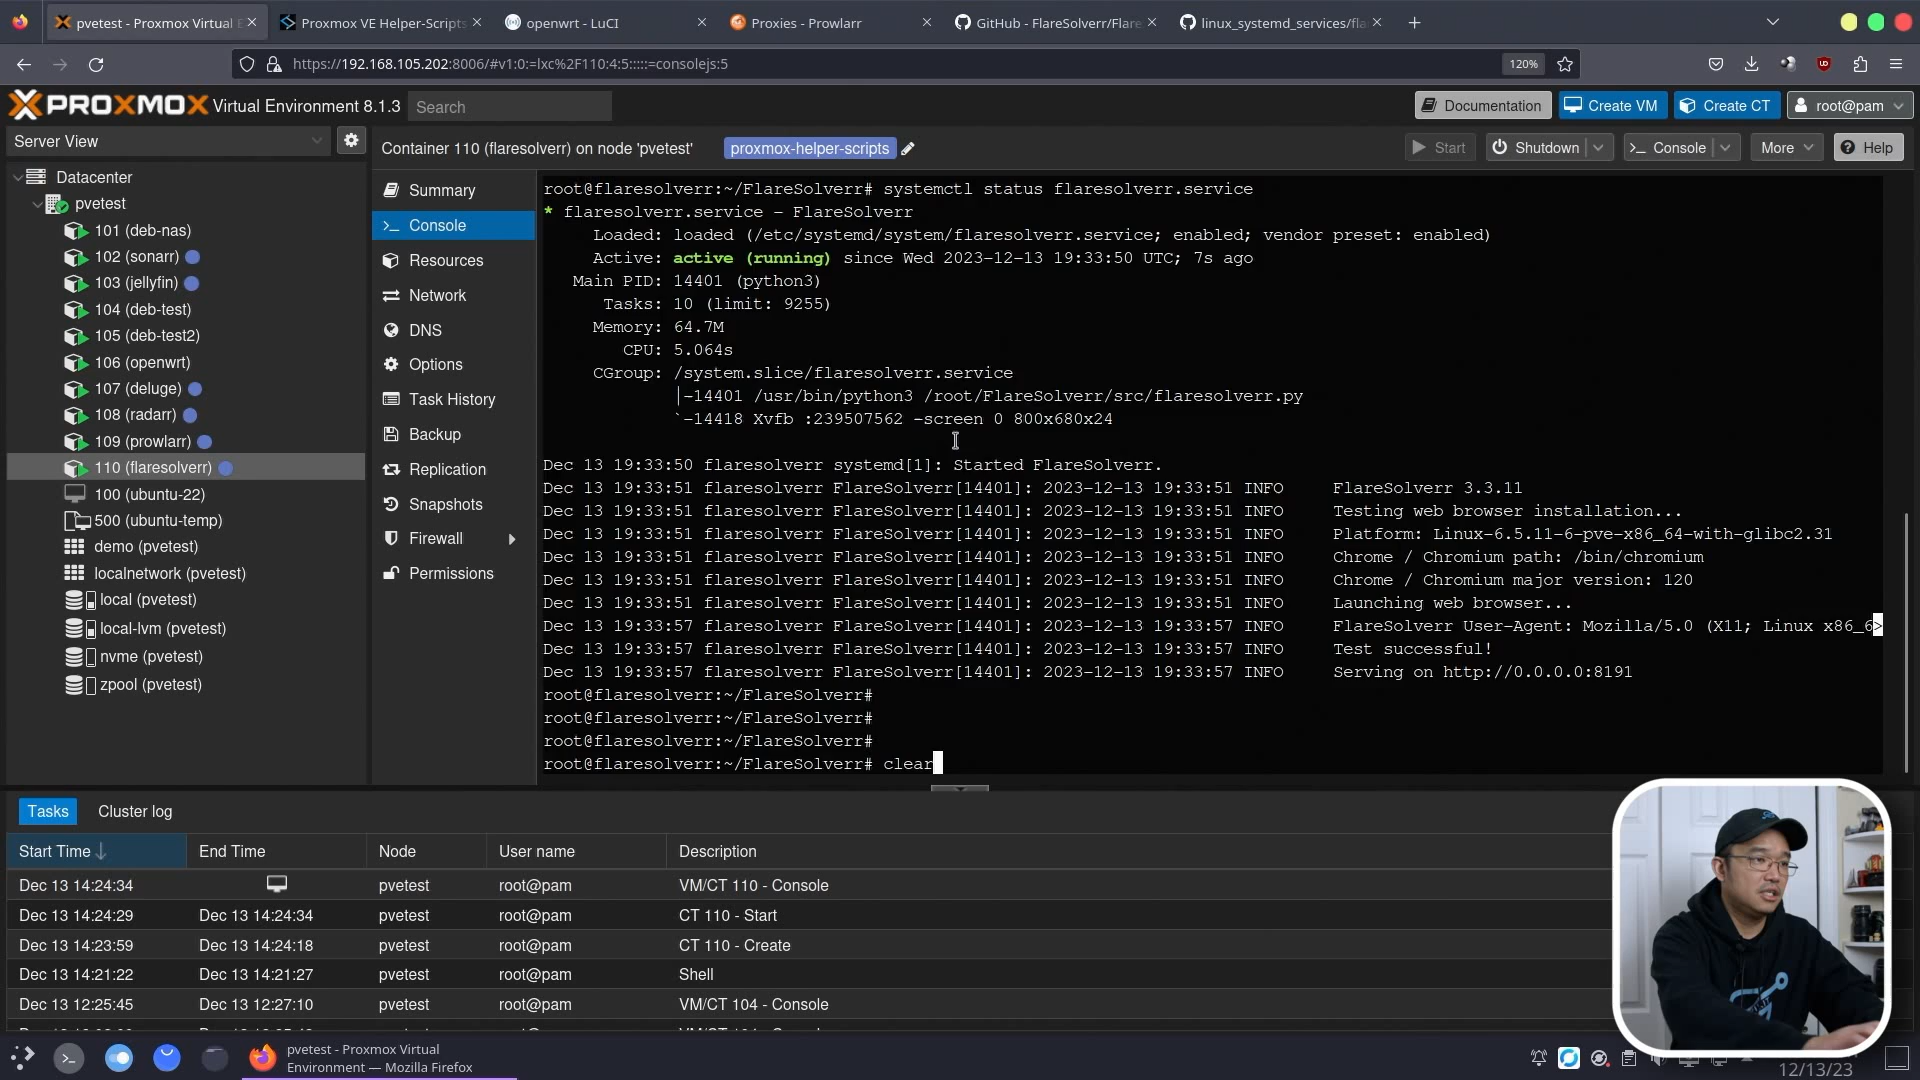 pvetest - Proxmox Virtual E
Proxmox VE Helper-Scripts
openwrt - LuCI
Proxies - Prowlarr
GitHub - FlareSolverr/Flare
linux_systemd_services/fla
https://192.168.105.202:8006/#v1:0:=lxc%2F110:4:5:::::=consolejs:5
120%
PROXMOX Virtual Environment 8.1.3
Search
Documentation
Create VM
Create CT
root@pam
Server View
Container 110 (flaresolverr) on node 'pvetest'
proxmox-helper-scripts
Start
Shutdown
Console
More
Help
Datacenter
pvetest
101 (deb-nas)
102 (sonarr)
103 (jellyfin)
104 (deb-test)
105 (deb-test2)
106 (openwrt)
107 (deluge)
108 (radarr)
109 (prowlarr)
110 (flaresolverr)
100 (ubuntu-22)
500 (ubuntu-temp)
demo (pvetest)
localnetwork (pvetest)
local (pvetest)
local-lvm (pvetest)
nvme (pvetest)
zpool (pvetest)
Summary
Console
Resources
Network
DNS
Options
Task History
Backup
Replication
Snapshots
Firewall
Permissions
root@flaresolverr:~/FlareSolverr# systemctl status flaresolverr.service
* flaresolverr.service - FlareSolverr
Loaded: loaded (/etc/systemd/system/flaresolverr.service; enabled; vendor preset: enabled)
Active: active (running) since Wed 2023-12-13 19:33:50 UTC; 7s ago
Main PID: 14401 (python3)
Tasks: 10 (limit: 9255)
Memory: 64.7M
CPU: 5.064s
CGroup: /system.slice/flaresolverr.service
|-14401 /usr/bin/python3 /root/FlareSolverr/src/flaresolverr.py
`-14418 Xvfb :239507562 -screen 0 800x680x24
Dec 13 19:33:50 flaresolverr systemd[1]: Started FlareSolverr.
Dec 13 19:33:51 flaresolverr FlareSolverr[14401]: 2023-12-13 19:33:51 INFO FlareSolverr 3.3.11
Dec 13 19:33:51 flaresolverr FlareSolverr[14401]: 2023-12-13 19:33:51 INFO Testing web browser installation...
Dec 13 19:33:51 flaresolverr FlareSolverr[14401]: 2023-12-13 19:33:51 INFO Platform: Linux-6.5.11-6-pve-x86_64-with-glibc2.31
Dec 13 19:33:51 flaresolverr FlareSolverr[14401]: 2023-12-13 19:33:51 INFO Chrome / Chromium path: /bin/chromium
Dec 13 19:33:51 flaresolverr FlareSolverr[14401]: 2023-12-13 19:33:51 INFO Chrome / Chromium major version: 120
Dec 13 19:33:51 flaresolverr FlareSolverr[14401]: 2023-12-13 19:33:51 INFO Launching web browser...
Dec 13 19:33:57 flaresolverr FlareSolverr[14401]: 2023-12-13 19:33:57 INFO FlareSolverr User-Agent: Mozilla/5.0 (X11; Linux x86_6>
Dec 13 19:33:57 flaresolverr FlareSolverr[14401]: 2023-12-13 19:33:57 INFO Test successful!
Dec 13 19:33:57 flaresolverr FlareSolverr[14401]: 2023-12-13 19:33:57 INFO Serving on http://0.0.0.0:8191
root@flaresolverr:~/FlareSolverr#
root@flaresolverr:~/FlareSolverr#
root@flaresolverr:~/FlareSolverr#
root@flaresolverr:~/FlareSolverr# clear
Tasks
Cluster log
Start Time End Time Node User name Description
Dec 13 14:24:34 pvetest root@pam VM/CT 110 - Console
Dec 13 14:24:29 Dec 13 14:24:34 pvetest root@pam CT 110 - Start
Dec 13 14:23:59 Dec 13 14:24:18 pvetest root@pam CT 110 - Create
Dec 13 14:21:22 Dec 13 14:21:27 pvetest root@pam Shell
Dec 13 12:25:45 Dec 13 12:27:10 pvetest root@pam VM/CT 104 - Console
pvetest - Proxmox Virtual
Environment — Mozilla Firefox
12/13/23